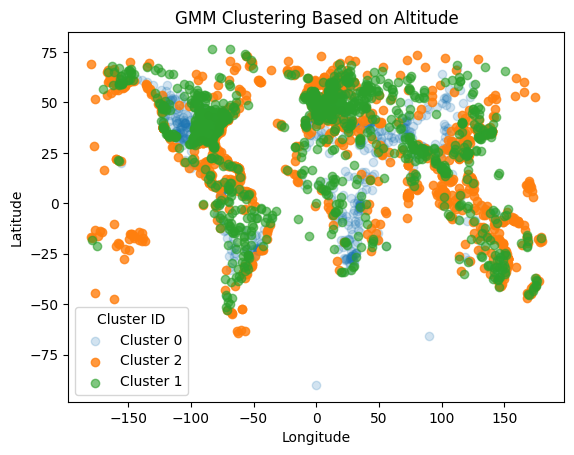 GMM Clustering Based on Altitude
75
50
25
0
−25
−50
−75
Latitude
Cluster ID
Cluster 0
Cluster 2
Cluster 1
−150 −100 −50 0 50 100 150
Longitude